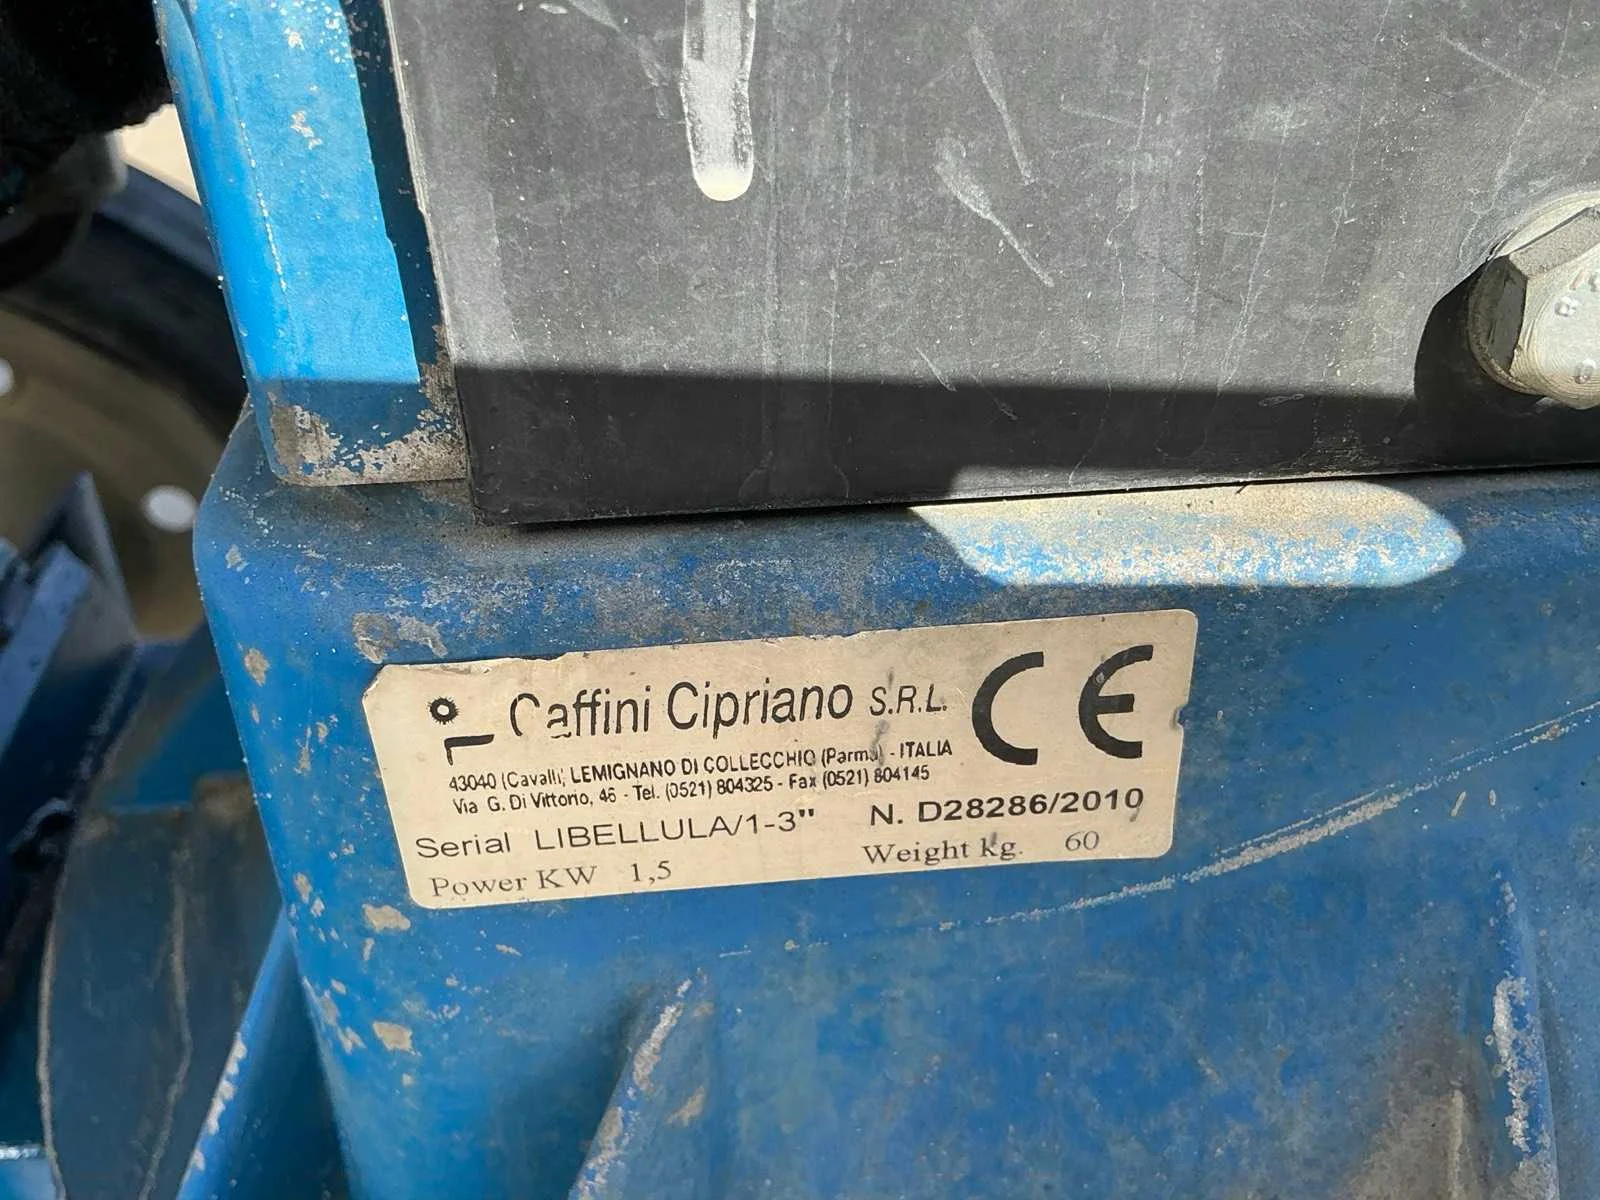 Caffini Cipriano S.R.L.
CE
43040 (Cavalli) LEMIGNANO DI COLLECCHIO (Parma) - ITALIA
Via G. Di Vittorio, 46 - Tel. (0521) 804325 - Fax (0521) 804145
Serial LIBELLULA/1-3" N. D28286/2010
Power KW 1,5 Weight kg. 60